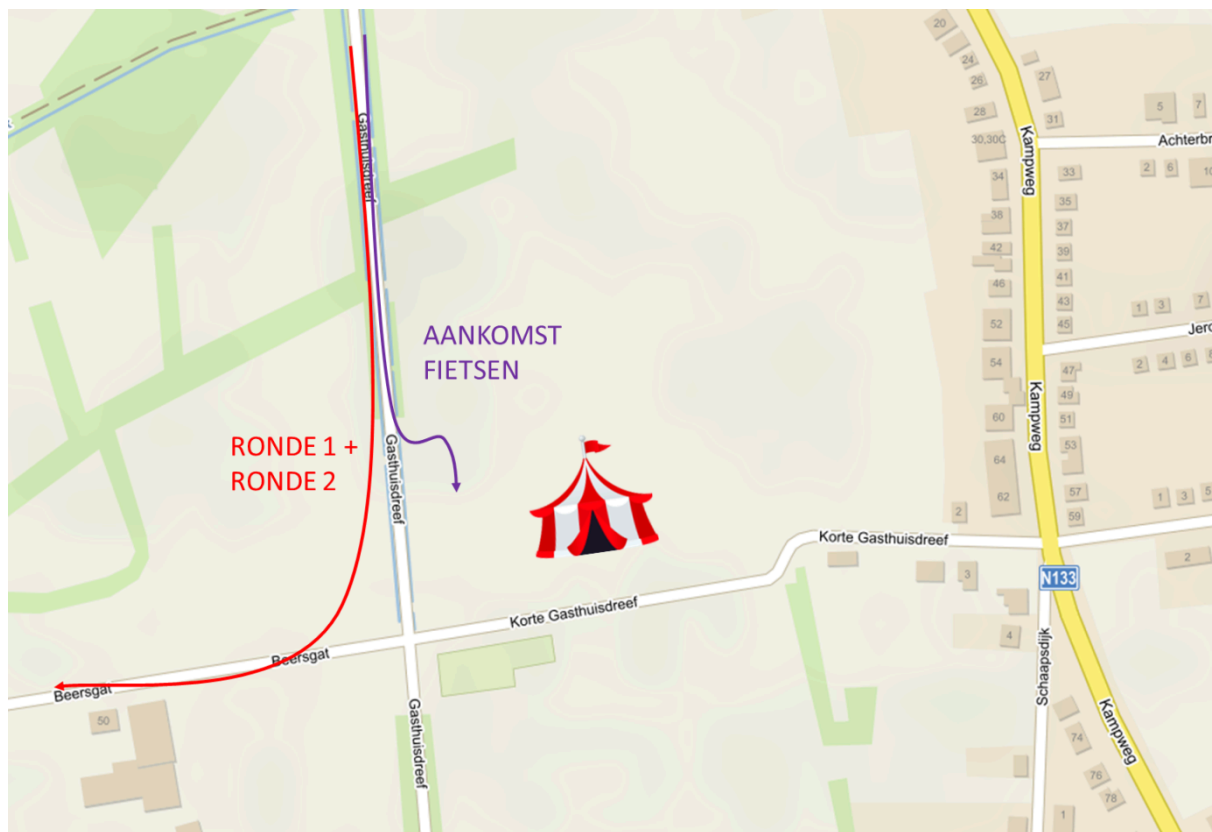 20
24
26
28
30,30C
34
38
42
46
52
54
60
64
62
2
27
31
33
35
37
39
41
43
45
47
49
51
53
57
59
5
7
Achterbr
2
6
10
1
3
7
Jero
2
4
6
8
1
3
5
2
Kampweg
Kampweg
Kampweg
N133
Schaapsdijk
3
4
74
76
78
1
Gasthuisdreef
Gasthuisdreef
Gasthuisdreef
Gasthuisdreef
AANKOMST
FIETSEN
RONDE 1 +
RONDE 2
Korte Gasthuisdreef
Korte Gasthuisdreef
Beersgat
Beersgat
50